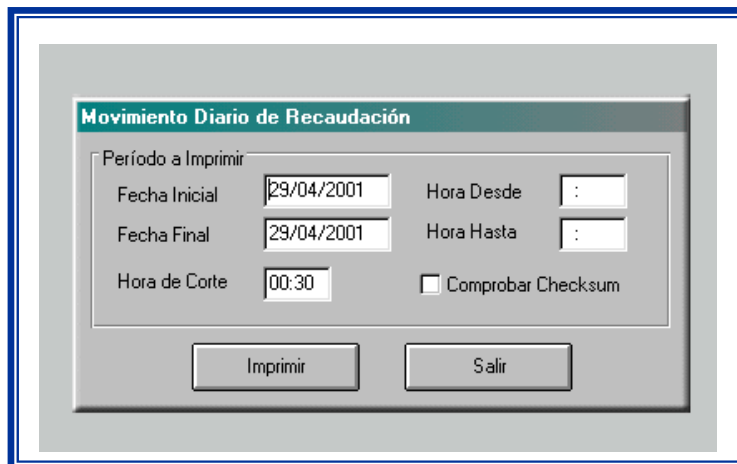 Movimiento Diario de Recaudación
Período a Imprimir
Fecha Inicial 29/04/2001 Hora Desde :
Fecha Final 29/04/2001 Hora Hasta :
Hora de Corte 00:30 Comprobar Checksum
Imprimir Salir